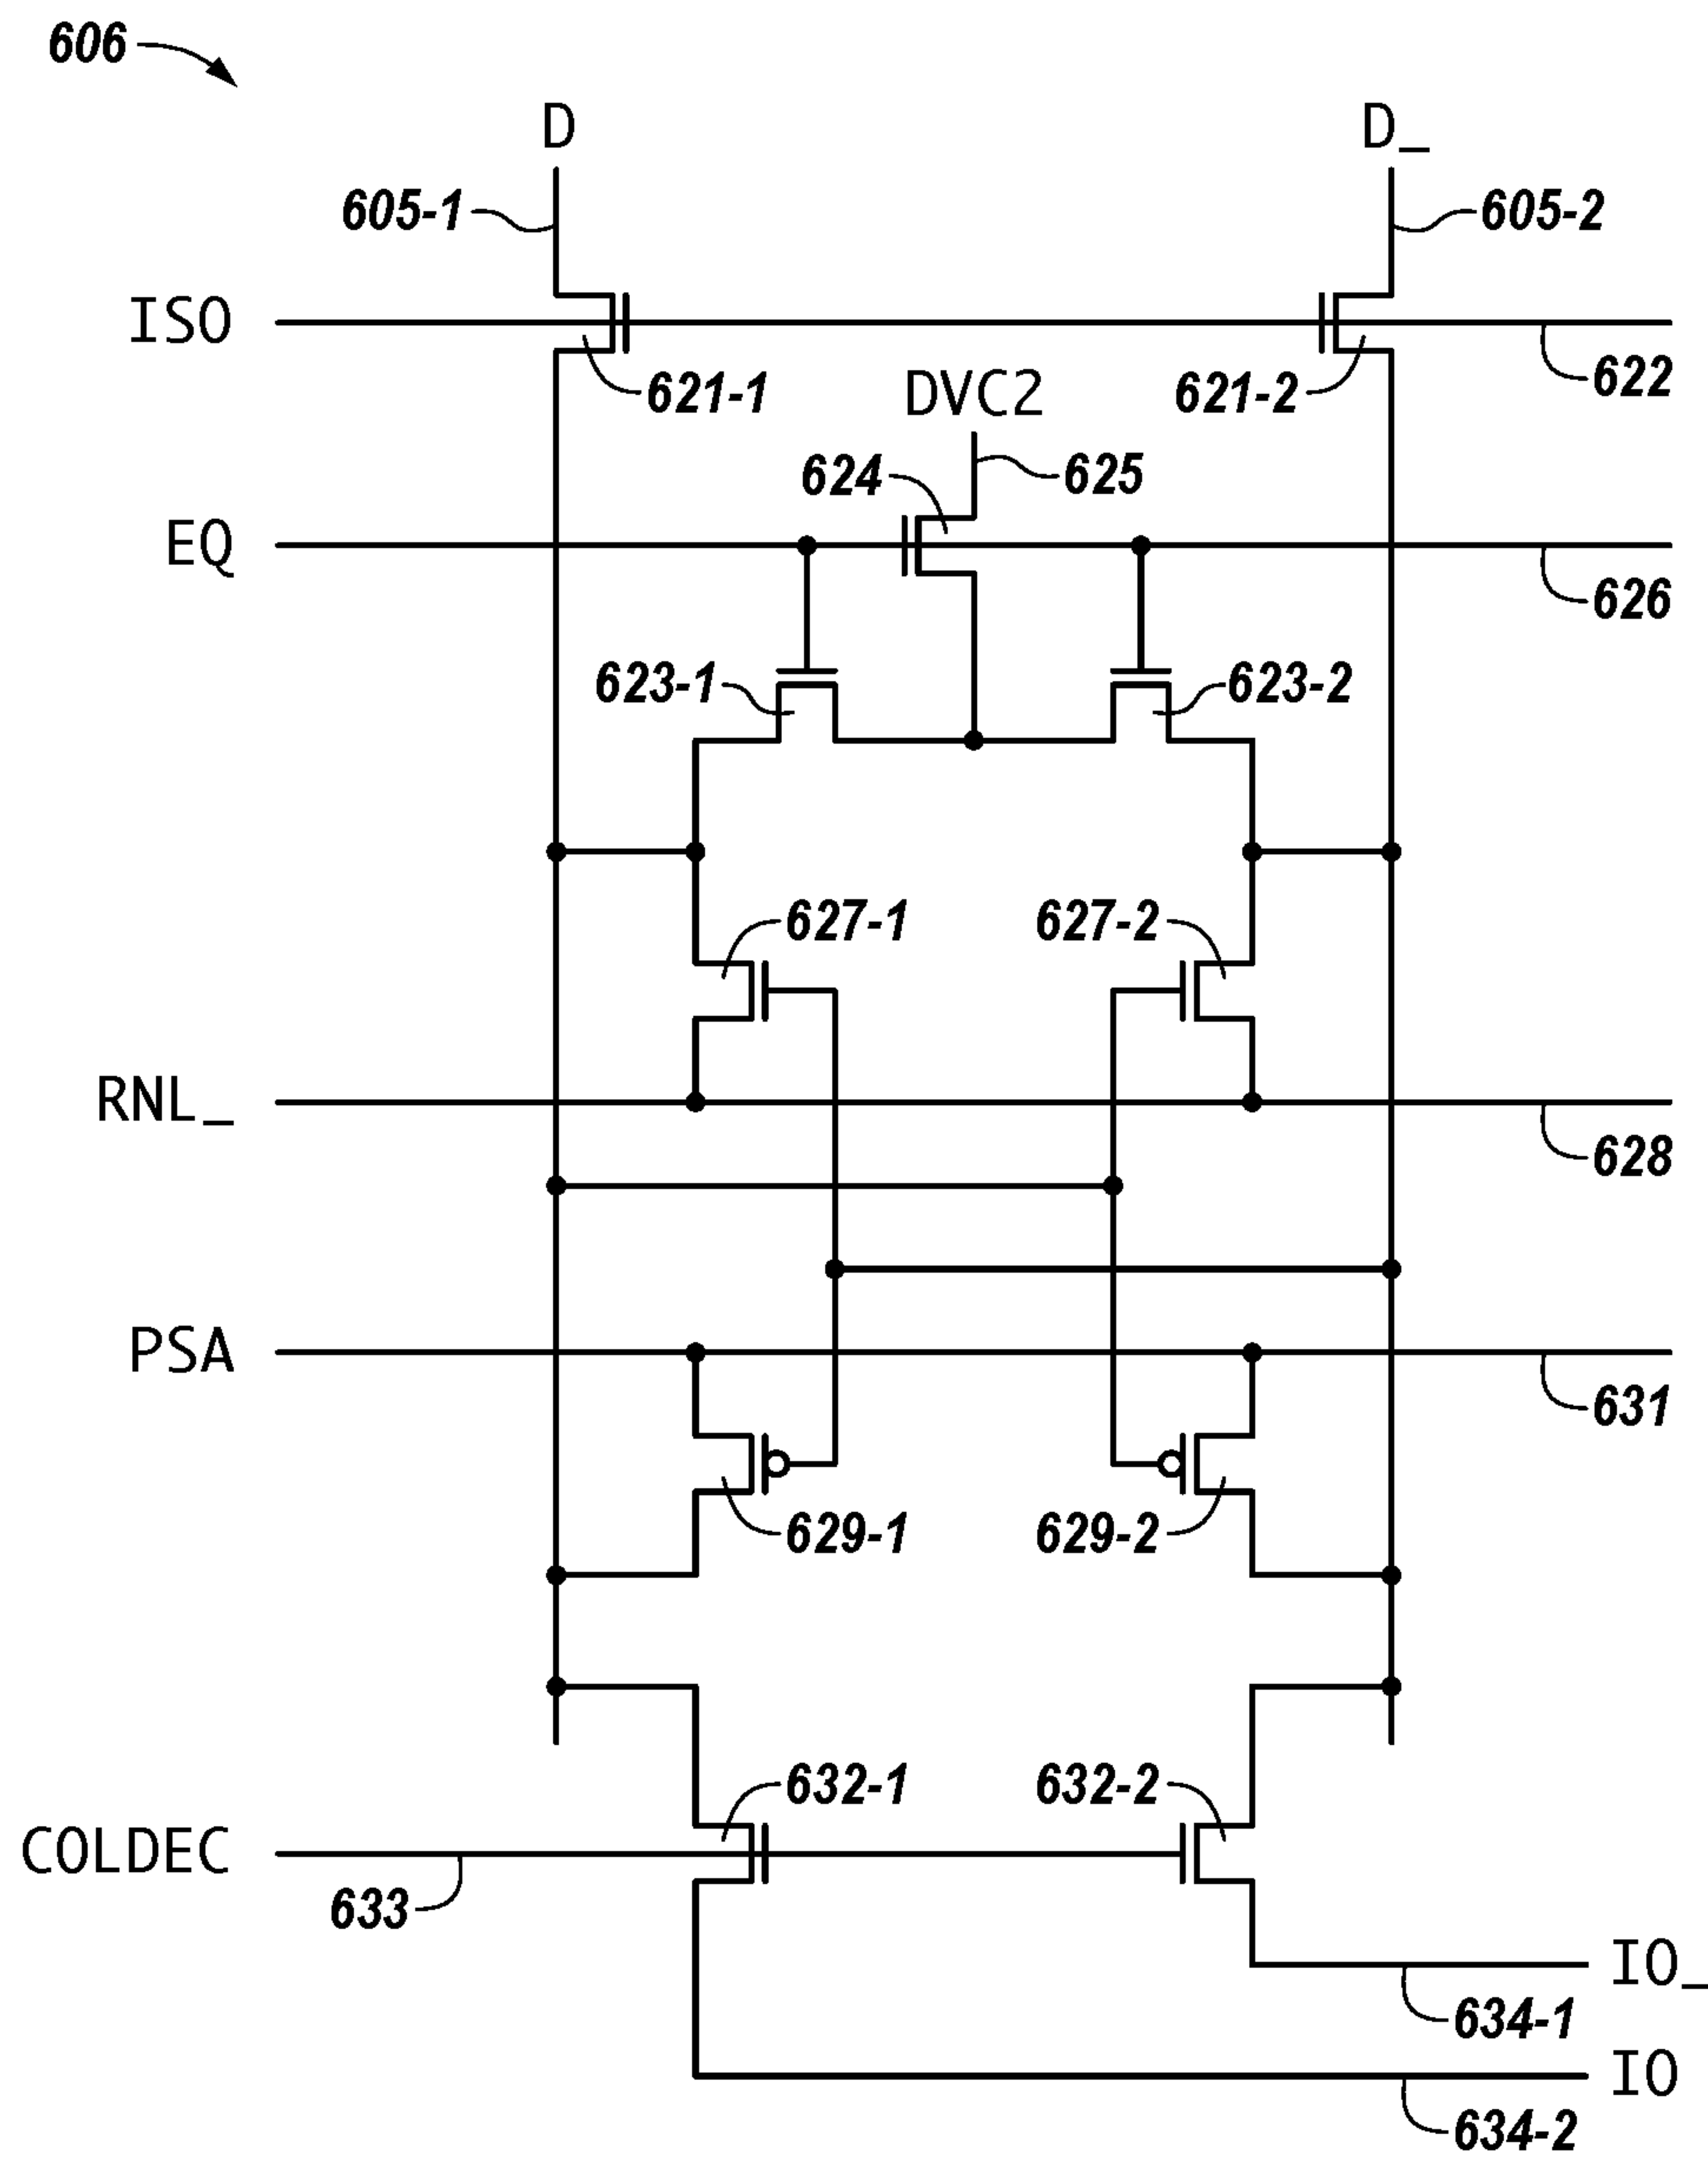 606
D
D_
605-1
605-2
ISO
621-1
621-2
622
DVC2
624
625
EQ
626
623-1
623-2
627-1
627-2
RNL_
628
PSA
631
629-1
629-2
632-1
632-2
COLDEC
633
IO_
634-1
IO
634-2